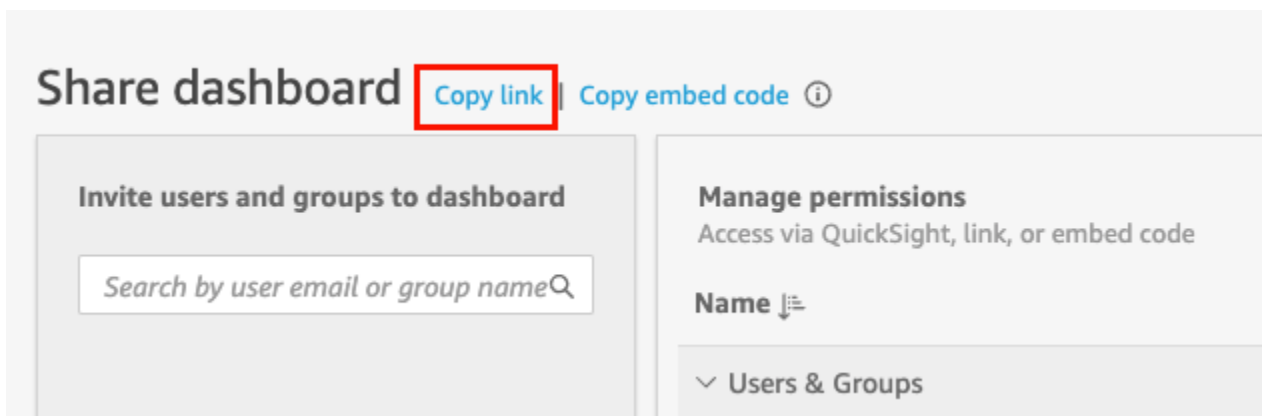 Share dashboard Copy link | Copy embed code
Invite users and groups to dashboard
Search by user email or group name
Manage permissions
Access via QuickSight, link, or embed code
Name
Users & Groups